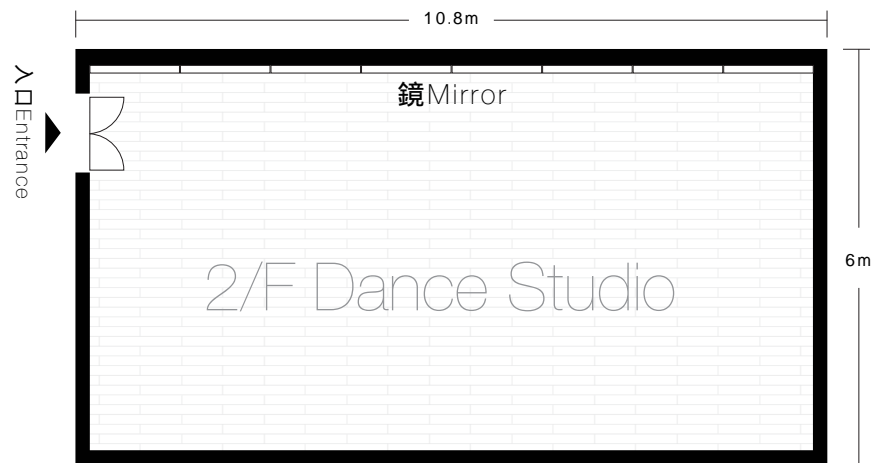 10.8m
入口Entrance
鏡Mirror
6m
2/F Dance Studio